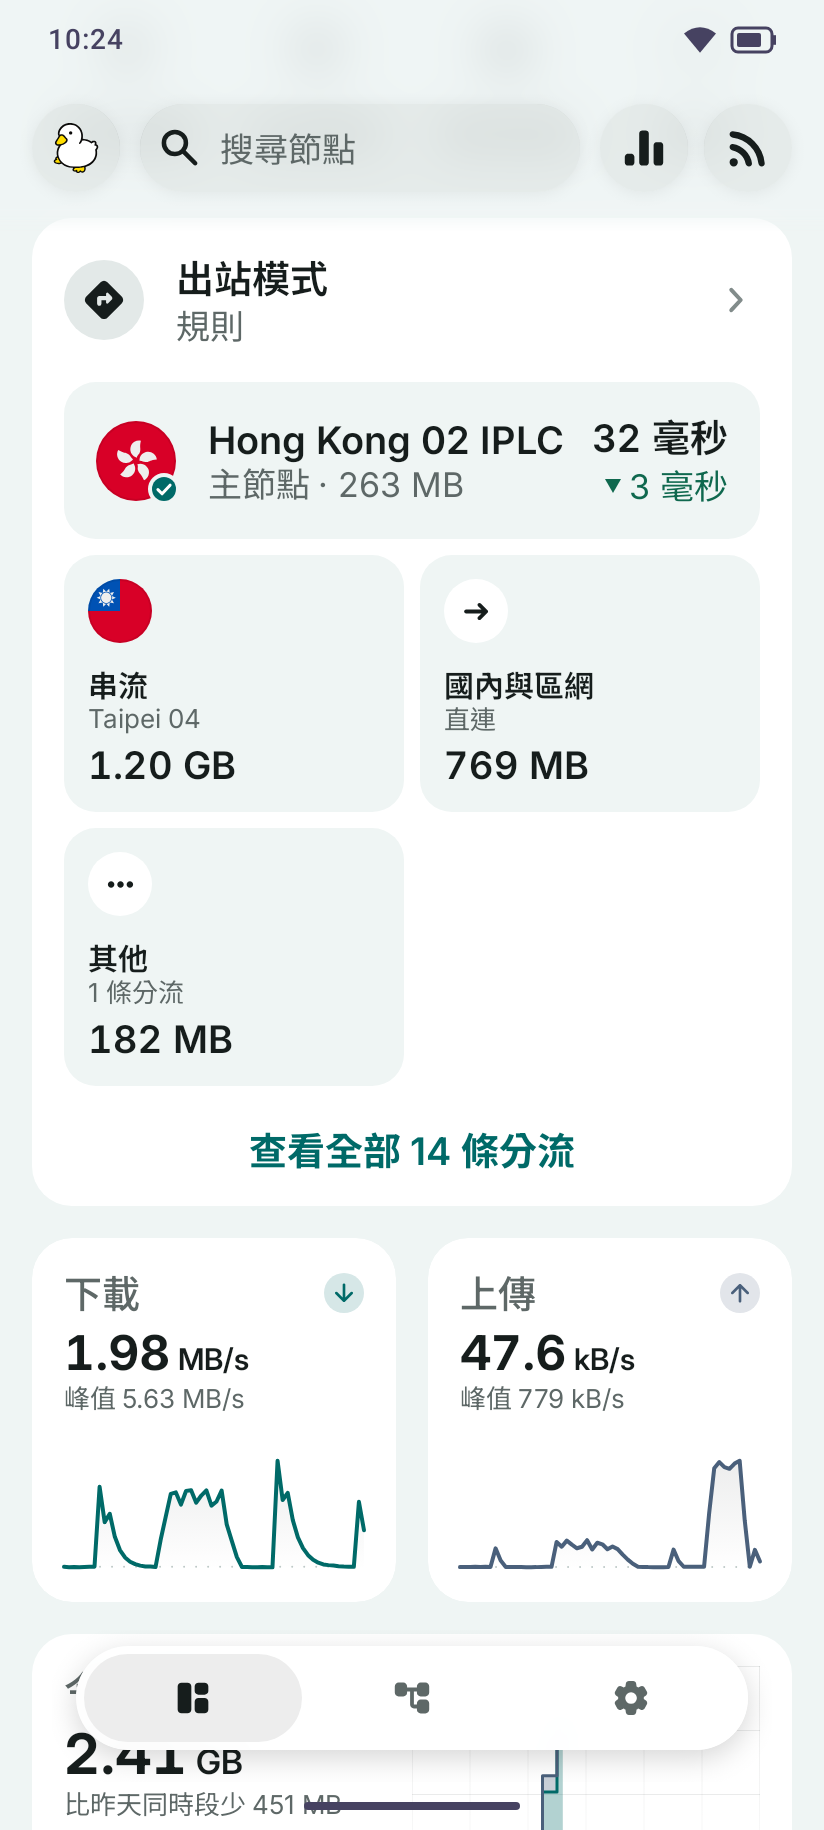 10:24
搜尋節點
出站模式
規則
Hong Kong 02 IPLC
32 毫秒
主節點 · 263 MB
3 毫秒
串流
Taipei 04
1.20 GB
國內與區網
直連
769 MB
其他
1 條分流
182 MB
查看全部 14 條分流
下載
1.98 MB/s
峰值 5.63 MB/s
上傳
47.6 kB/s
峰值 779 kB/s
2.41 GB
比昨天同時段少 451 MB